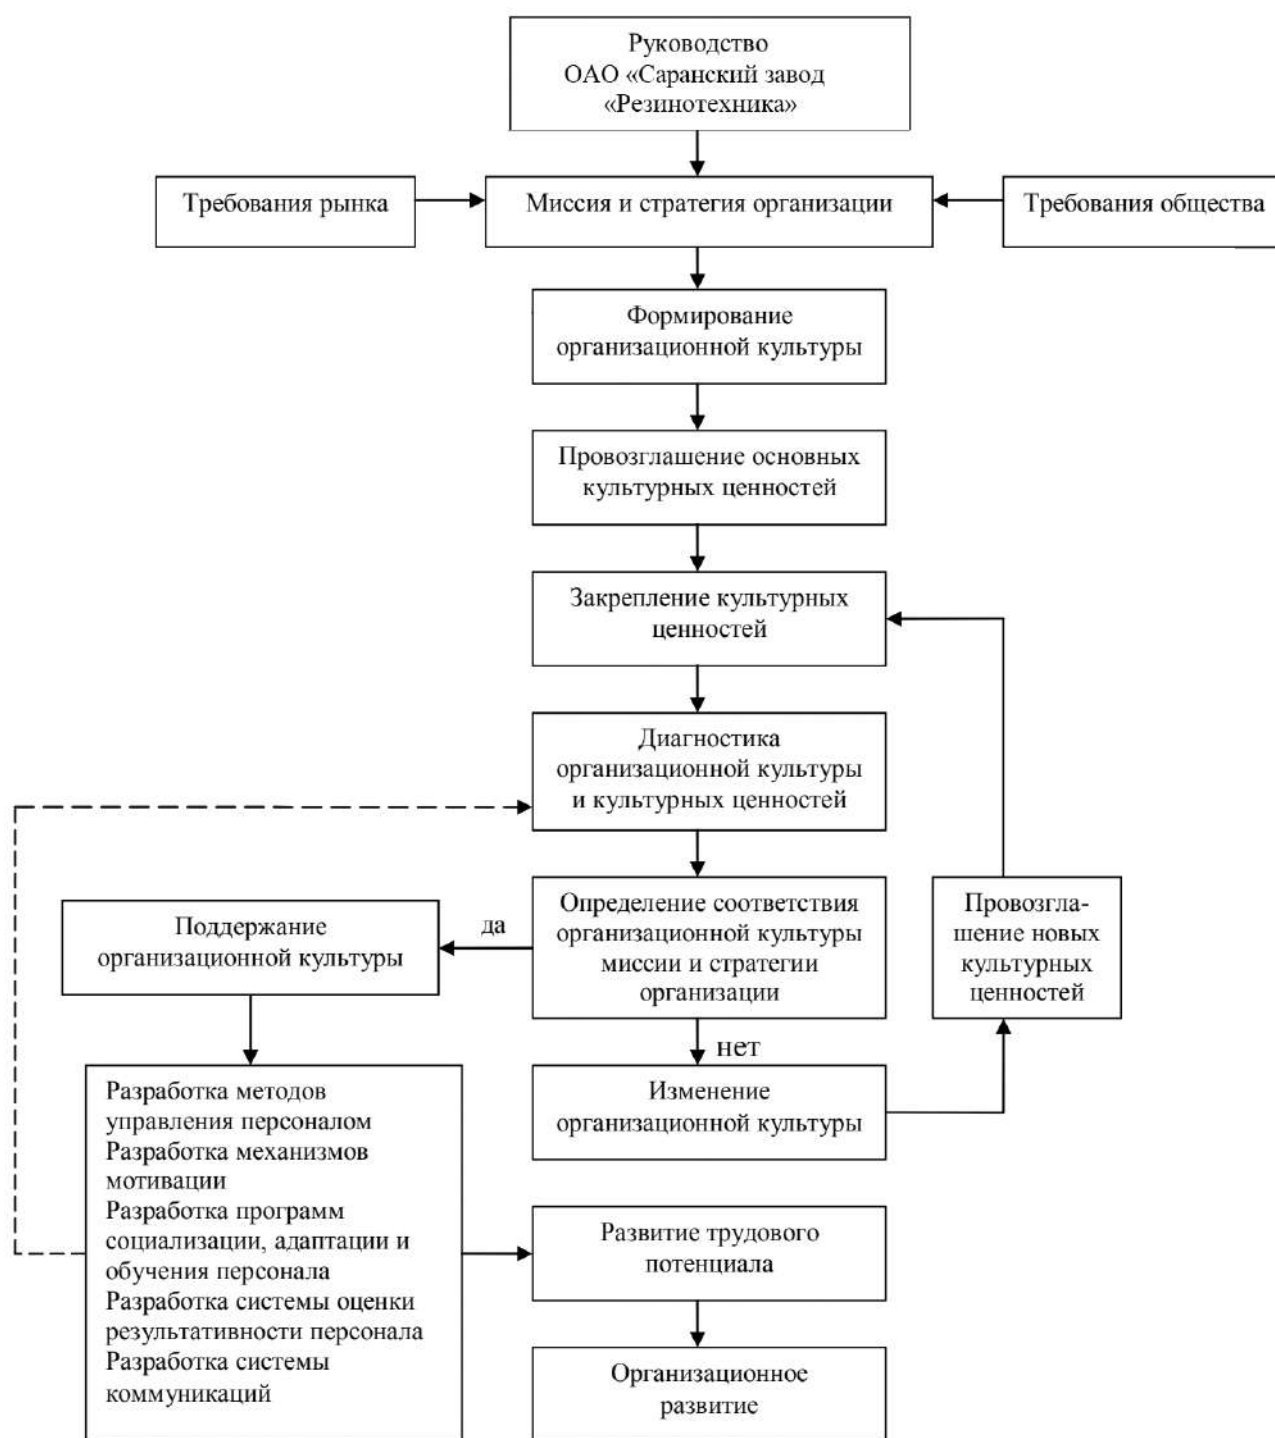 Руководство
ОАО «Саранский завод
«Резинотехника»
Требования рынка
Миссия и стратегия организации
Требования общества
Формирование
организационной культуры
Провозглашение основных
культурных ценностей
Закрепление культурных
ценностей
Диагностика
организационной культуры
и культурных ценностей
Поддержание
организационной культуры
да
Определение соответствия
организационной культуры
миссии и стратегии
организации
Провозгла-
шение новых
культурных
ценностей
нет
Изменение
организационной культуры
Разработка методов
управления персоналом
Разработка механизмов
мотивации
Разработка программ
социализации, адаптации и
обучения персонала
Разработка системы оценки
результативности персонала
Разработка системы
коммуникаций
Развитие трудового
потенциала
Организационное
развитие